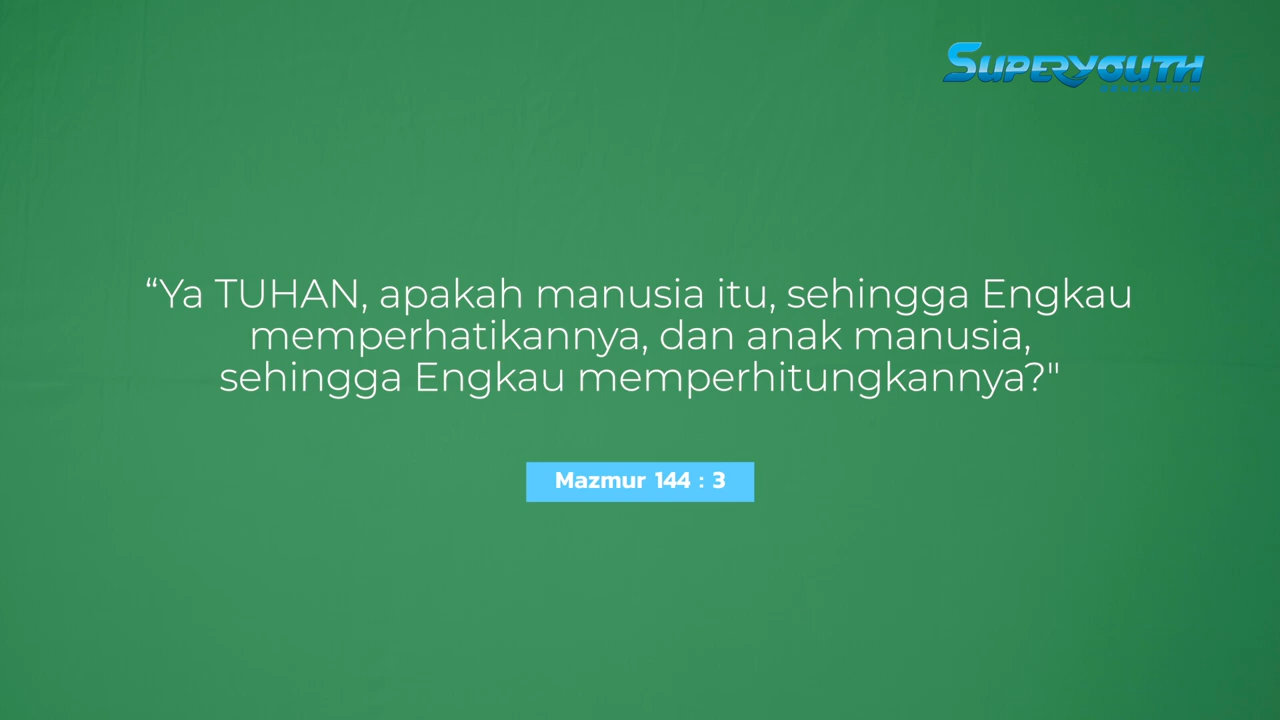 SUPERYOUTH
“Ya TUHAN, apakah manusia itu, sehingga Engkau
memperhatikannya, dan anak manusia,
sehingga Engkau memperhitungkannya?"
Mazmur 144 : 3